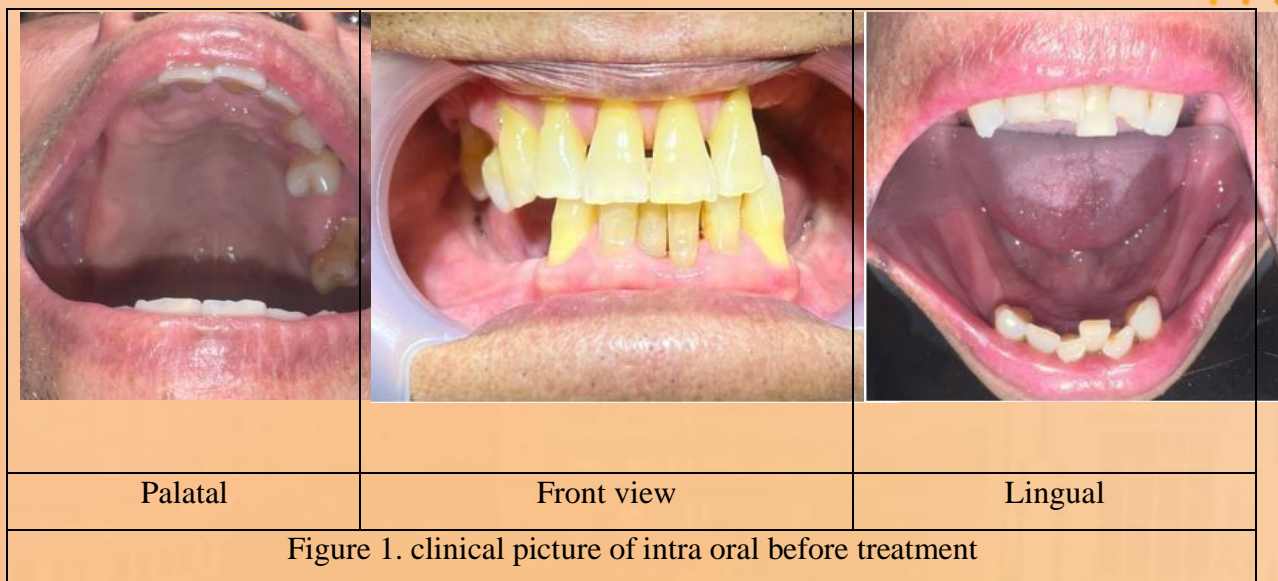 Palatal
Front view
Lingual
Figure 1. clinical picture of intra oral before treatment